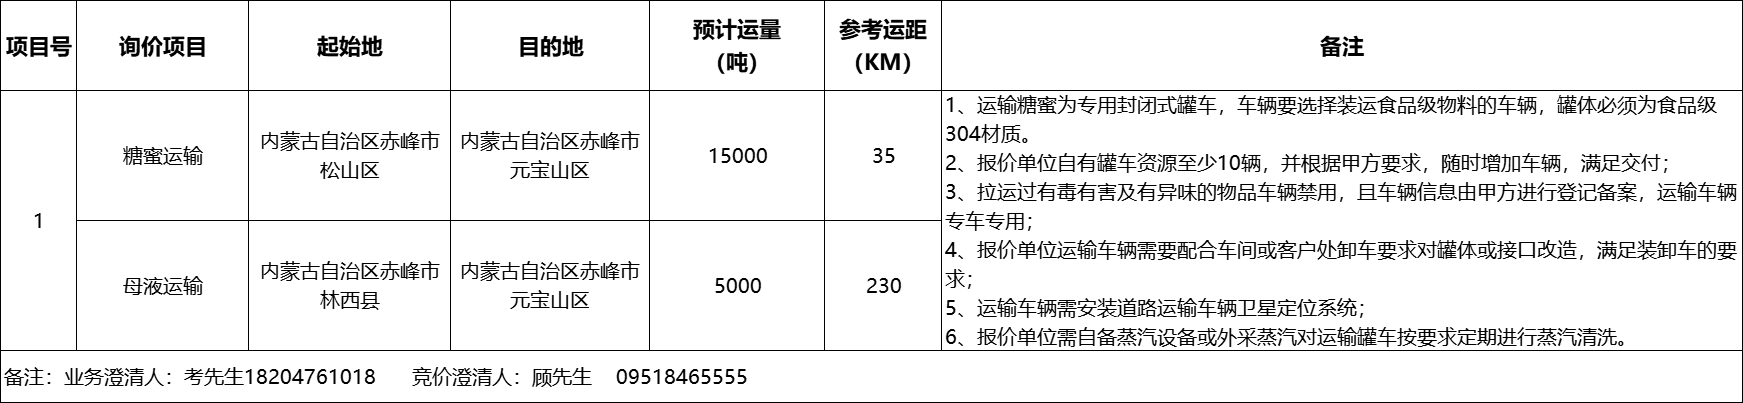 项目号
询价项目
起始地
目的地
预计运量
（吨）
参考运距
（KM）
备注
1
糖蜜运输
内蒙古自治区赤峰市
松山区
内蒙古自治区赤峰市
元宝山区
15000
35
母液运输
内蒙古自治区赤峰市
林西县
内蒙古自治区赤峰市
元宝山区
5000
230
1、运输糖蜜为专用封闭式罐车，车辆要选择装运食品级物料的车辆，罐体必须为食品级
304材质。
2、报价单位自有罐车资源至少10辆，并根据甲方要求，随时增加车辆，满足交付；
3、拉运过有毒有害及有异味的物品车辆禁用，且车辆信息由甲方进行登记备案，运输车辆
专车专用；
4、报价单位运输车辆需要配合车间或客户处卸车要求对罐体或接口改造，满足装卸车的要
求；
5、运输车辆需安装道路运输车辆卫星定位系统；
6、报价单位需自备蒸汽设备或外采蒸汽对运输罐车按要求定期进行蒸汽清洗。
备注：业务澄清人：考先生18204761018 竞价澄清人：顾先生 09518465555